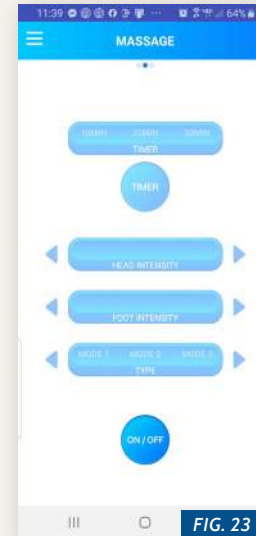 11:39 64%
MASSAGE
10MIN 20MIN 30MIN
TIMER
TIMER
HEAD INTENSITY
FOOT INTENSITY
MODE 1 MODE 2 MODE 3
TYPE
ON / OFF
FIG. 23